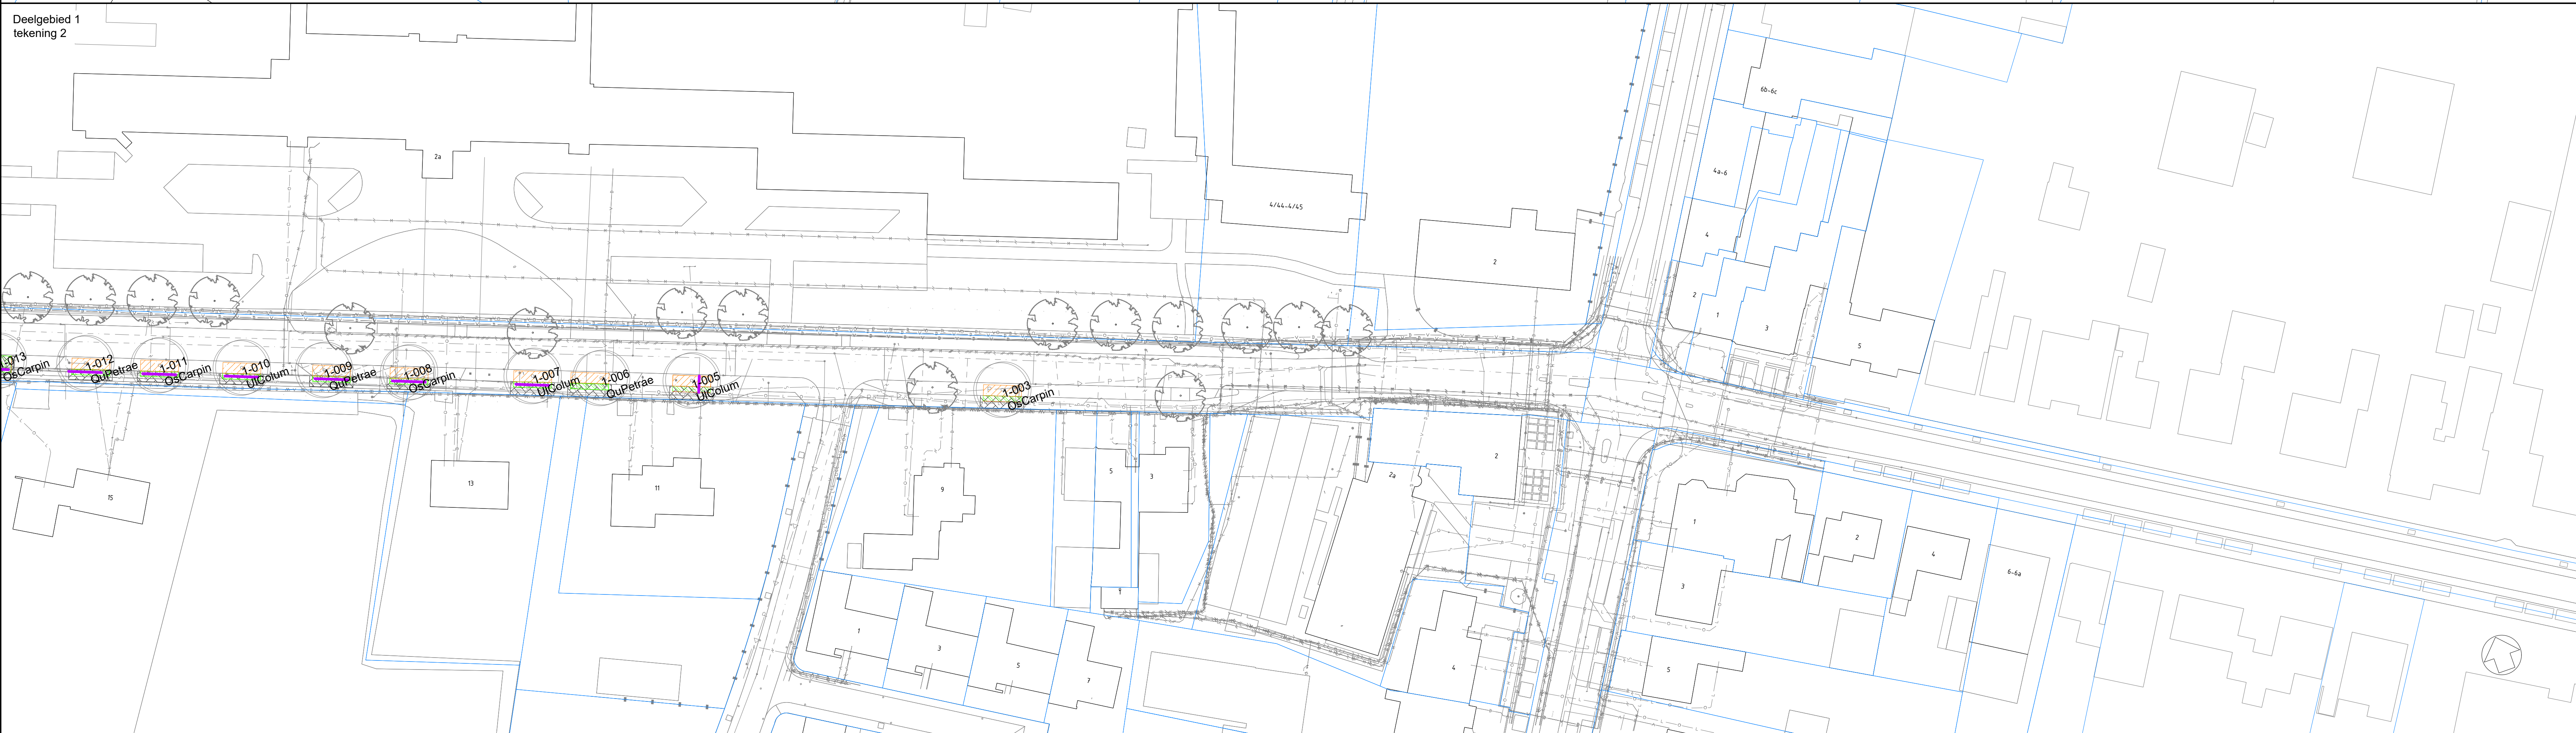 Deelgebied 1
tekening 2
6b-6c
2a
4a-6
4/44-4/45
4
2
2
1
3
5
-013
OsCarpin
1-012
QuPetrae
1-011
OsCarpin
1-010
UlColum
1-009
QuPetrae
1-008
OsCarpin
1-007
UlColum
1-006
QuPetrae
1-005
UlColum
1-003
OsCarpin
15
13
11
9
5
3
2a
2
1
2
4
6-6a
3
1
3
5
7
4
5